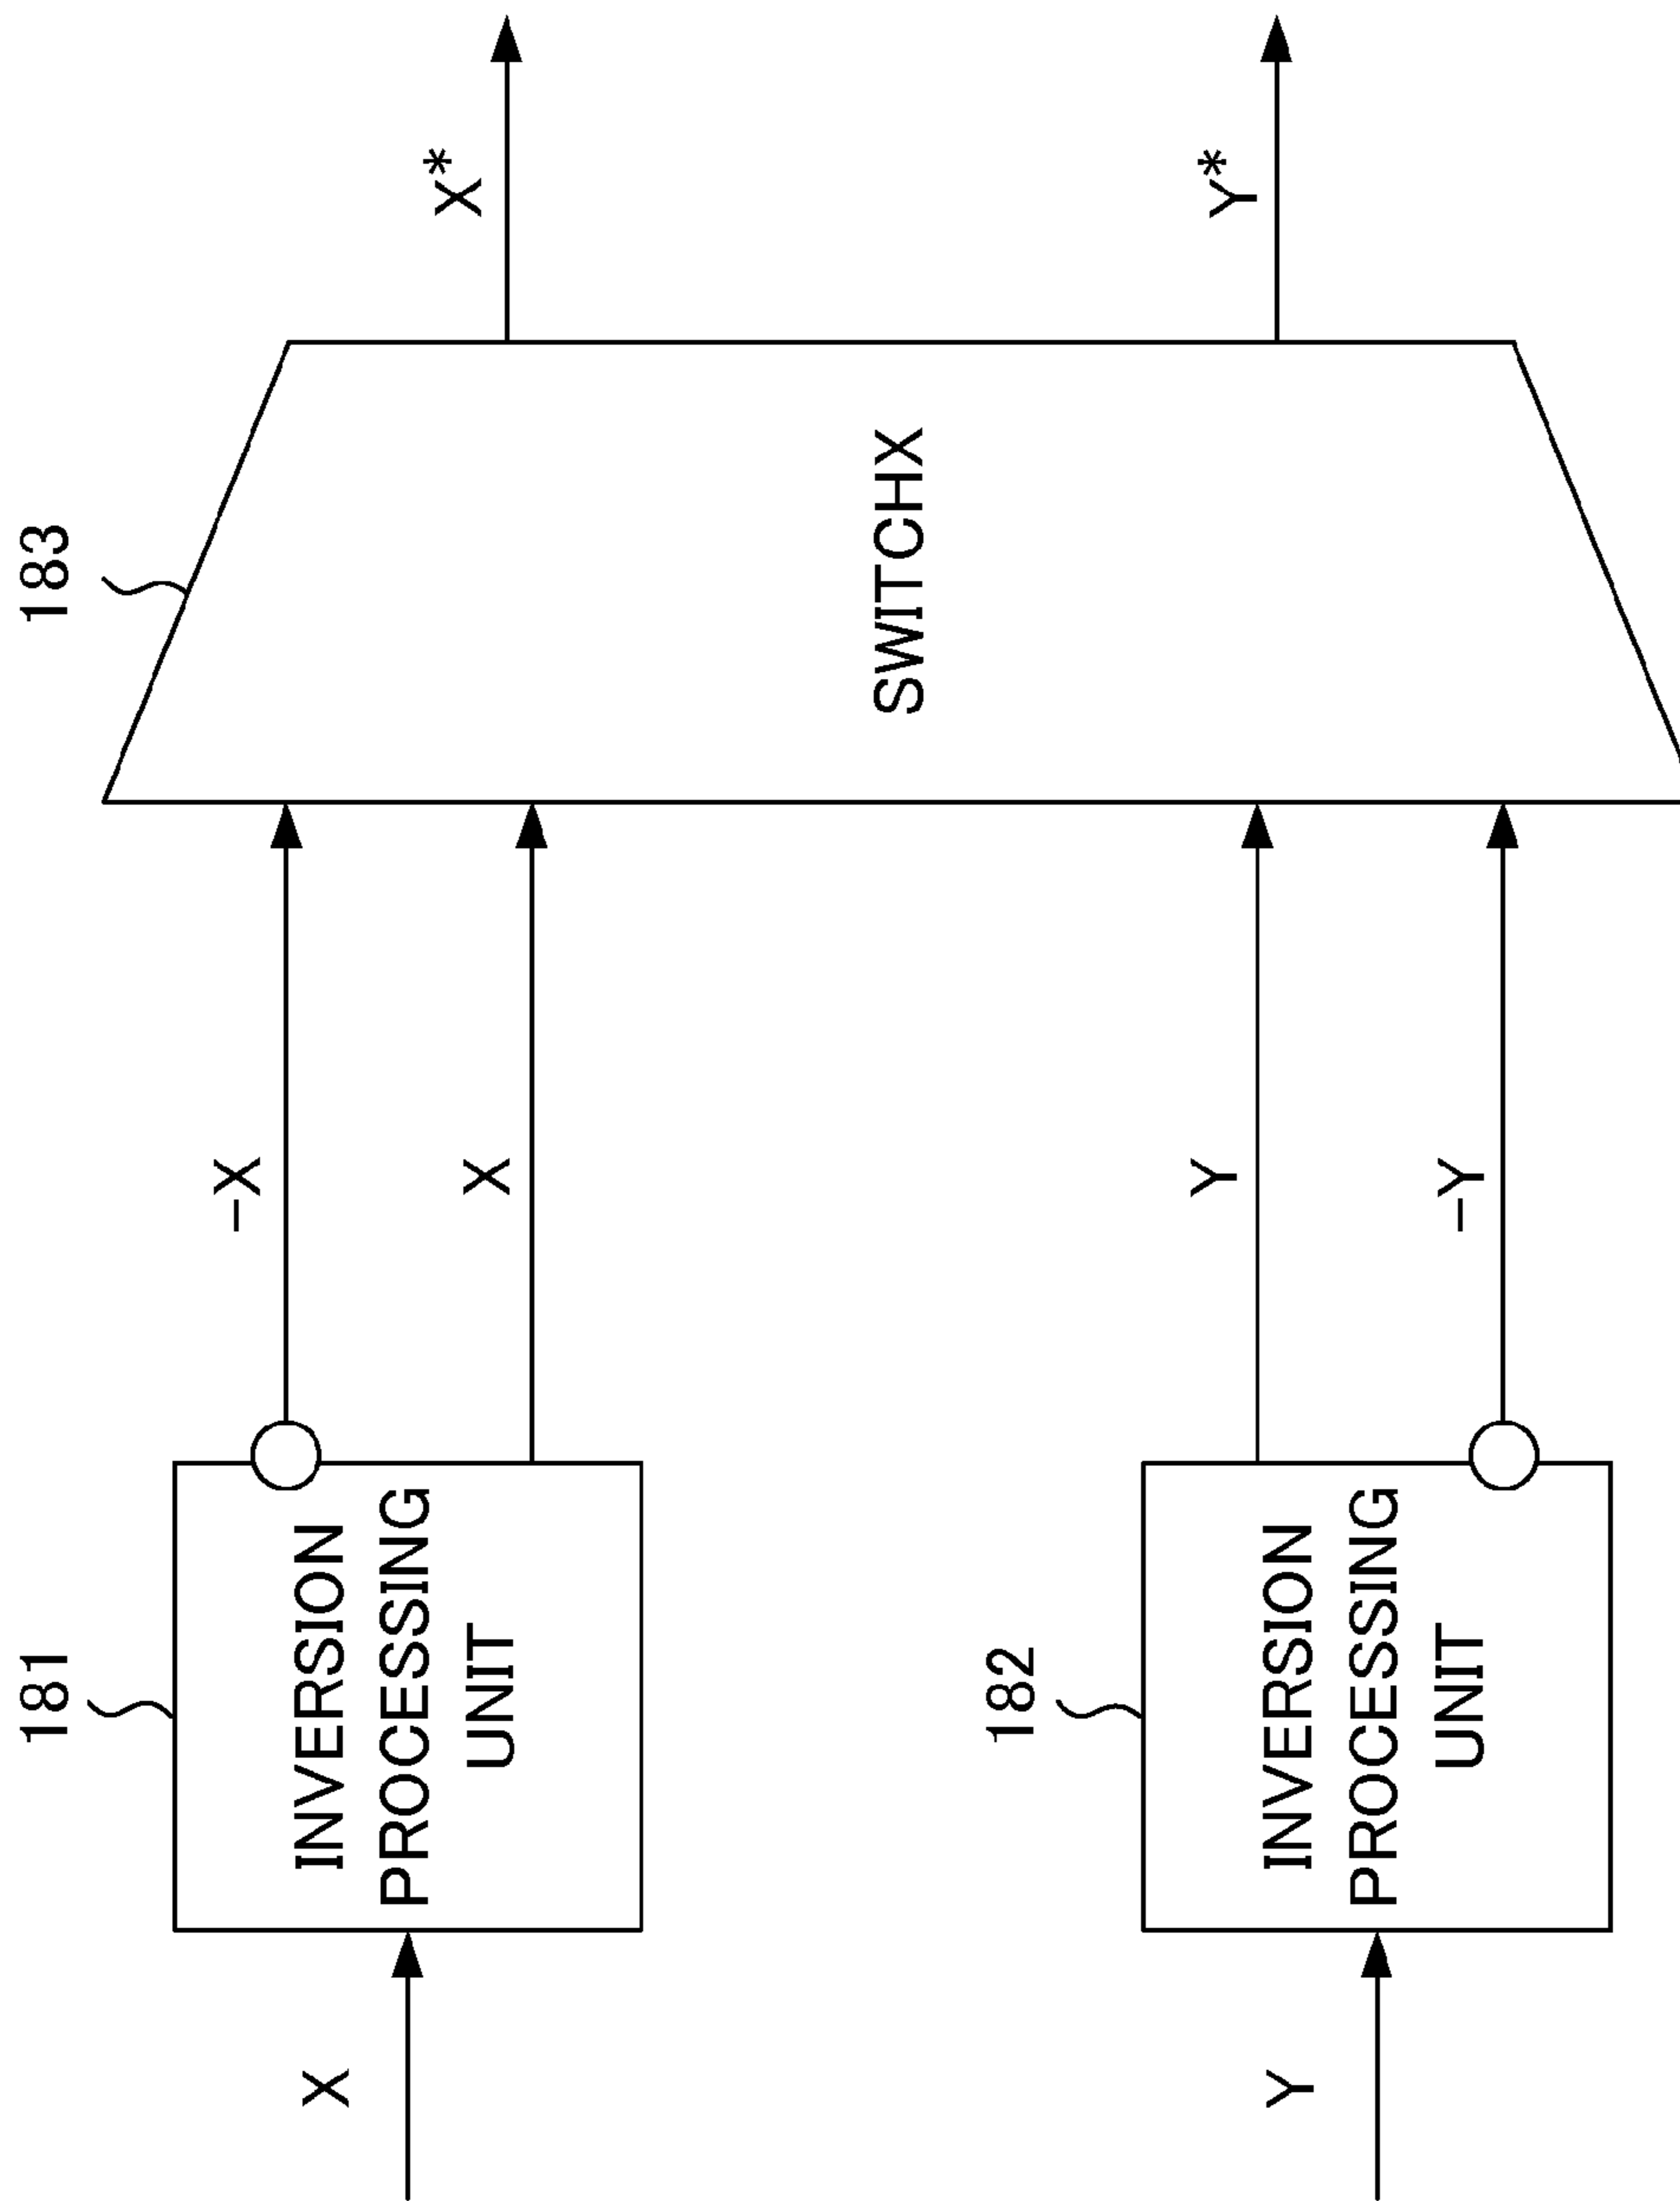 X
181
INVERSION
PROCESSING
UNIT
-X
X
183
SWITCHX
X*
Y
182
INVERSION
PROCESSING
UNIT
Y
-Y
Y*